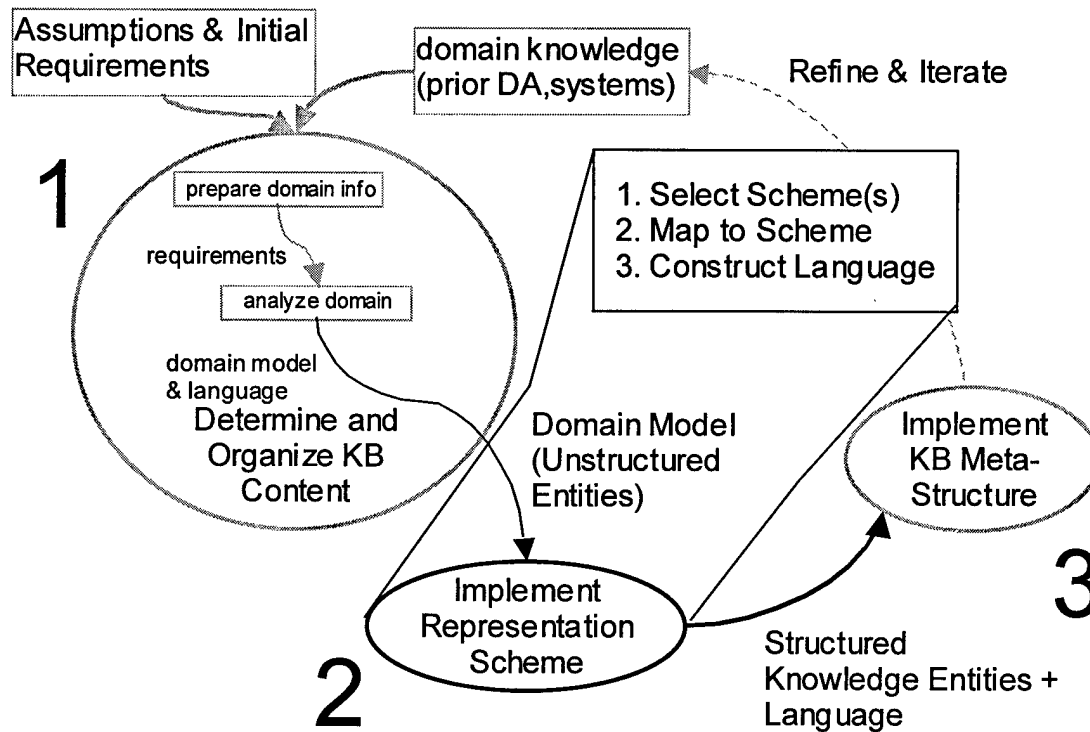 Assumptions & Initial
Requirements
domain knowledge
(prior DA,systems)
Refine & Iterate
1
prepare domain info
requirements
analyze domain
domain model
& language
Determine and
Organize KB
Content
1. Select Scheme(s)
2. Map to Scheme
3. Construct Language
Domain Model
(Unstructured
Entities)
Implement
KB Meta-
Structure
3
Implement
Representation
Scheme
2
Structured
Knowledge Entities +
Language